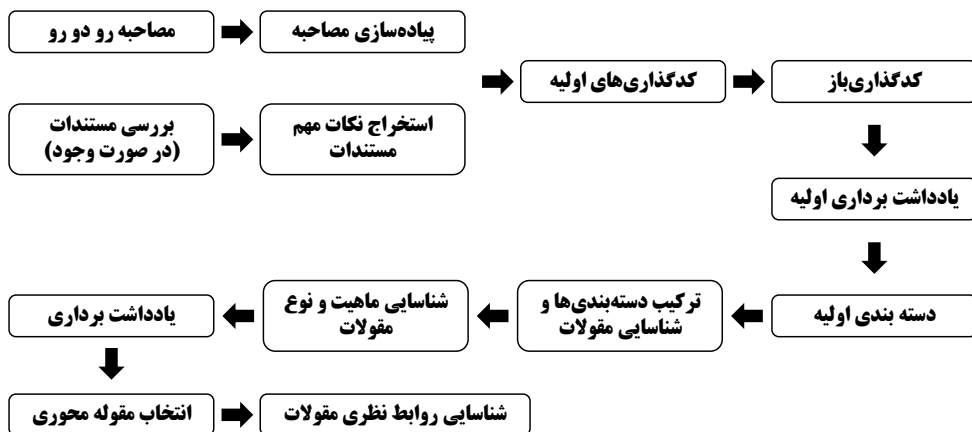 مصاحبه رو دو رو
پیاده‌سازی مصاحبه
بررسی مستندات
(در صورت وجود)
استخراج نکات مهم
مستندات
کدگذاری‌های اولیه
کدگذاری‌باز
یادداشت برداری اولیه
دسته بندی اولیه
ترکیب دسته‌بندی‌ها و
شناسایی مقولات
شناسایی ماهیت و نوع
مقولات
یادداشت برداری
انتخاب مقوله محوری
شناسایی روابط نظری مقولات